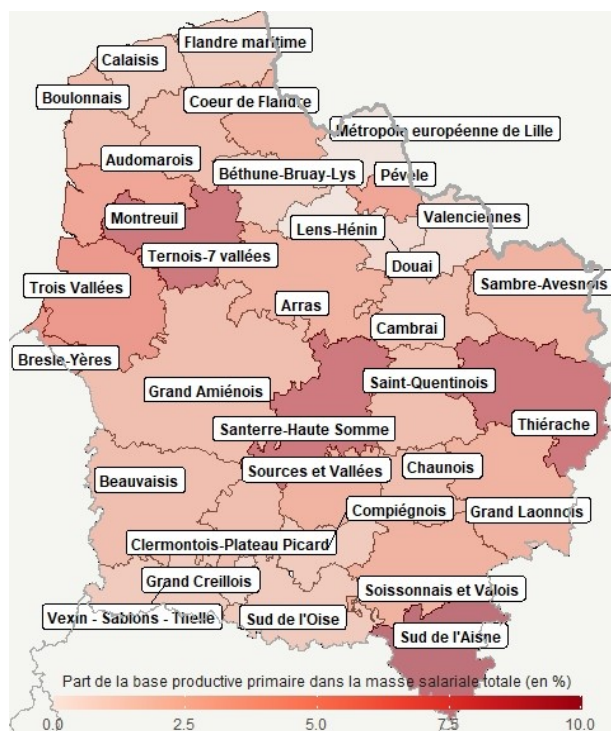 Flandre maritime
Calaisis
Boulonnais
Coeur de Flandre
Métropole européenne de Lille
Audomarois
Béthune-Bruay-Lys
Pévèle
Montreuil
Valenciennes
Lens-Hénin
Ternois-7 vallées
Douai
Trois Vallées
Sambre-Avesnois
Arras
Cambrai
Bresle-Yères
Grand Amiénois
Saint-Quentinois
Thiérache
Santerre-Haute Somme
Beauvaisis
Sources et Vallées
Chaunois
Compiégnois
Grand Laonnois
Clermontois-Plateau Picard
Grand Creillois
Soissonnais et Valois
Vexin - Sablons - Thelle
Sud de l'Oise
Sud de l'Aisne
Part de la base productive primaire dans la masse salariale totale (en %)
0.0 2.5 5.0 7.5 10.0